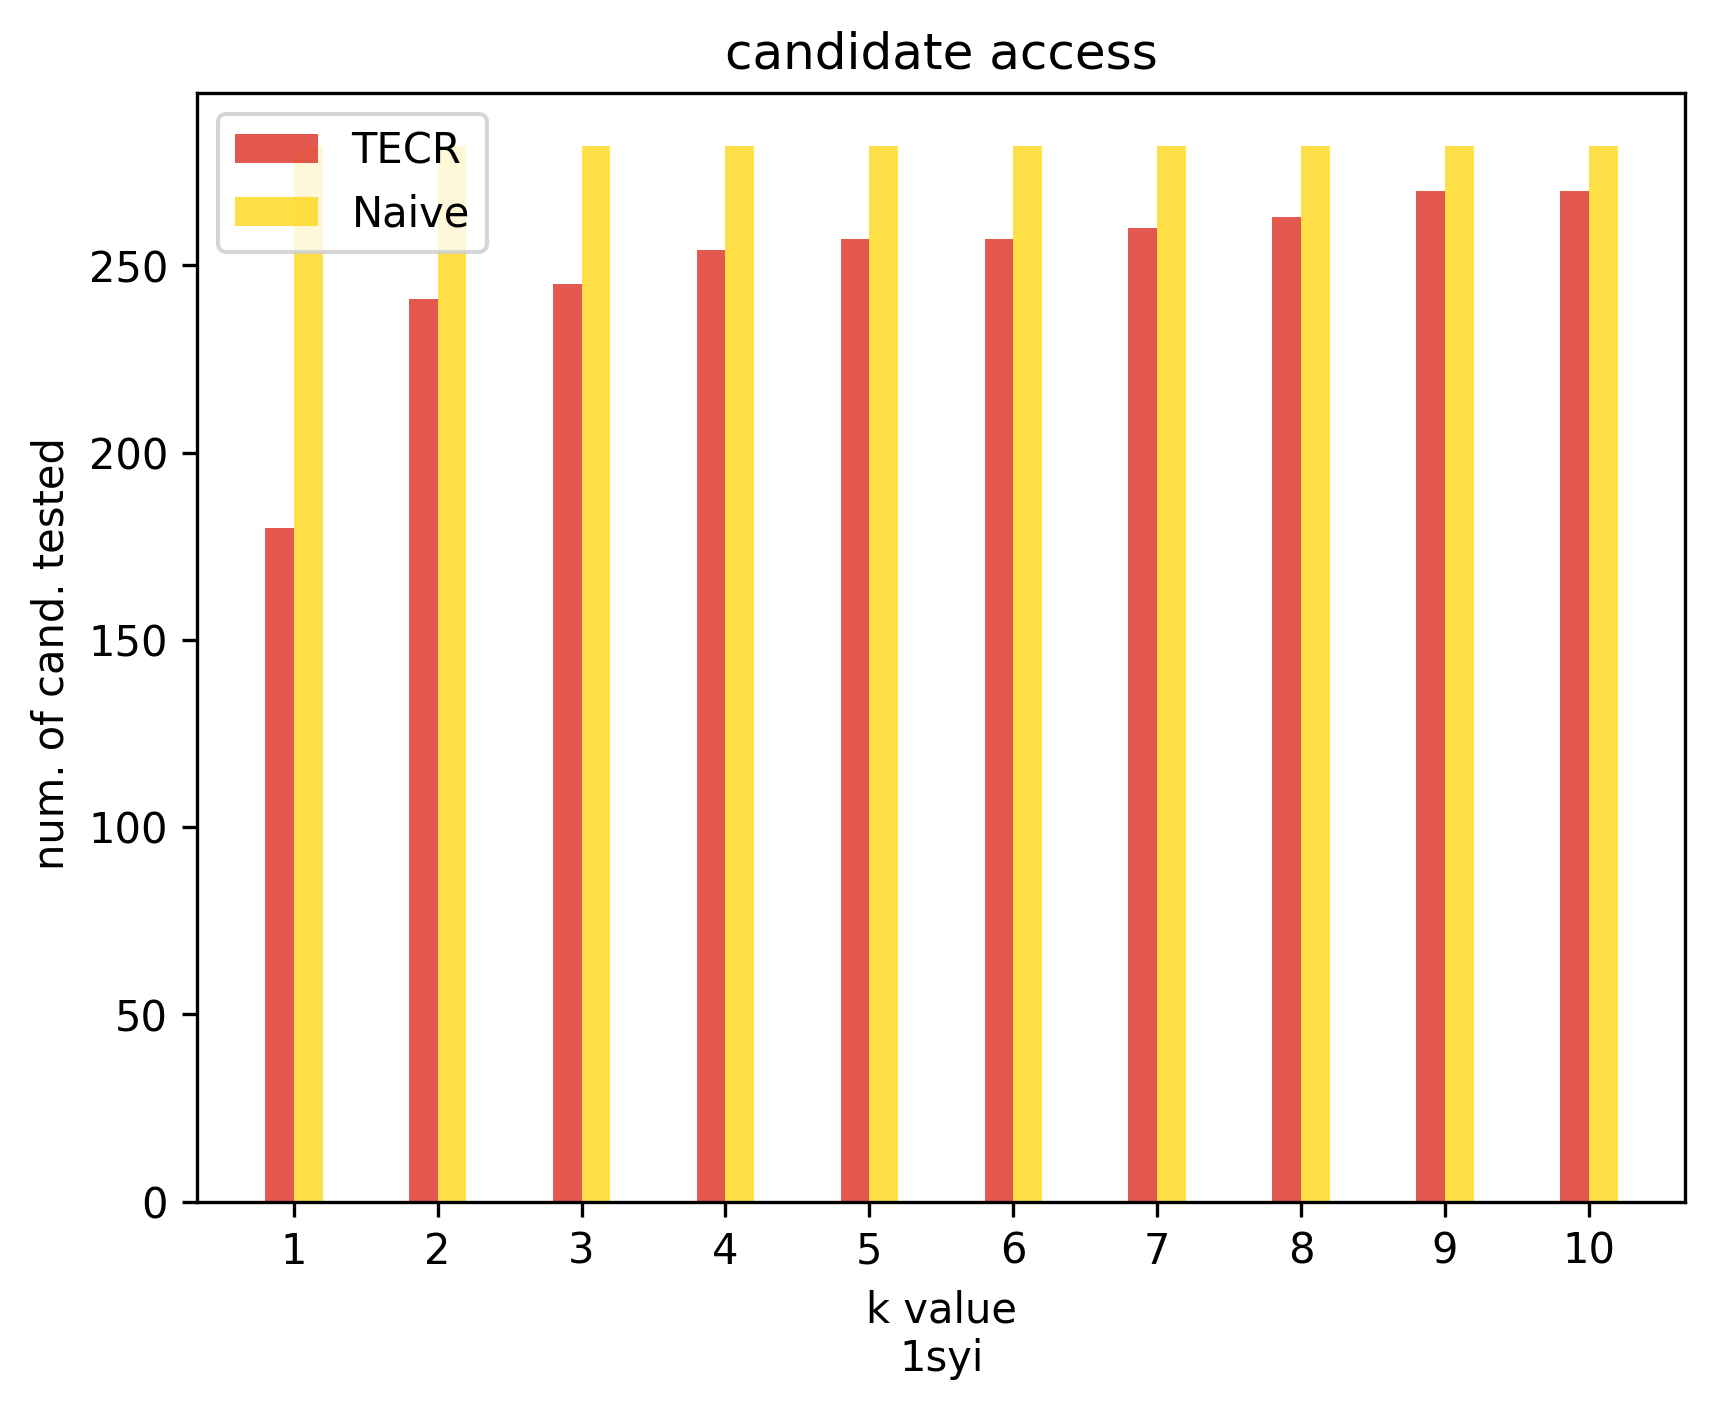 candidate access
TECR
Naive
num. of cand. tested
250
200
150
100
50
0
1 2 3 4 5 6 7 8 9 10
k value
1syi